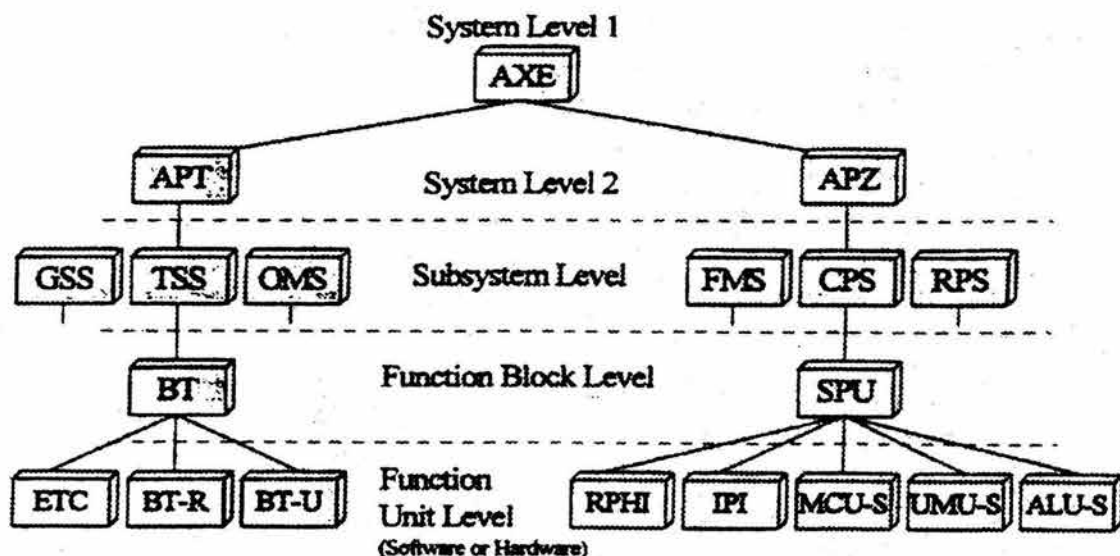 System Level 1
AXE
APT
System Level 2
APZ
GSS
TSS
OMS
Subsystem Level
FMS
CPS
RPS
BT
Function Block Level
SPU
ETC
BT-R
BT-U
Function
Unit Level
(Software or Hardware)
RPHI
IPI
MCU-S
UMU-S
ALU-S